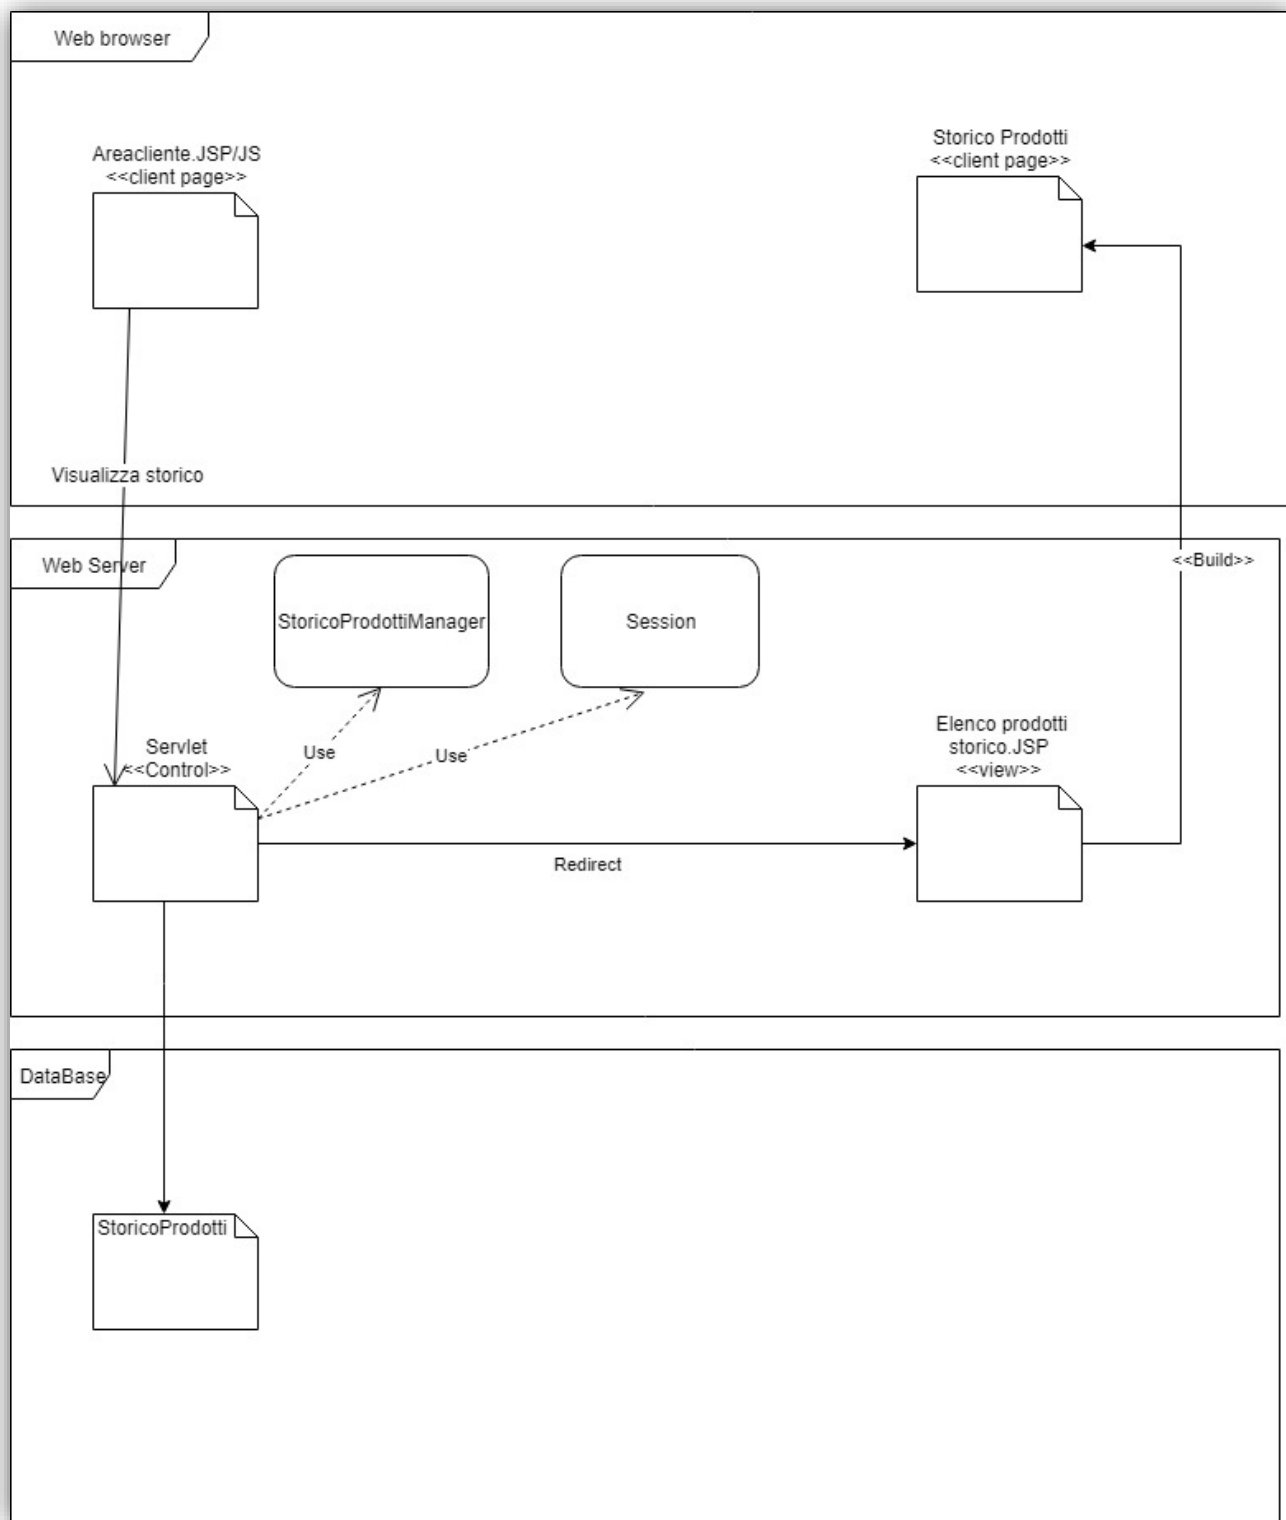 Web browser
Areacliente.JSP/JS
<<client page>>
Storico Prodotti
<<client page>>
Visualizza storico
Web Server
StoricoProdottiManager
Session
<<Build>>
Servlet
<<Control>>
Use
Use
Elenco prodotti
storico.JSP
<<view>>
Redirect
DataBase
StoricoProdotti